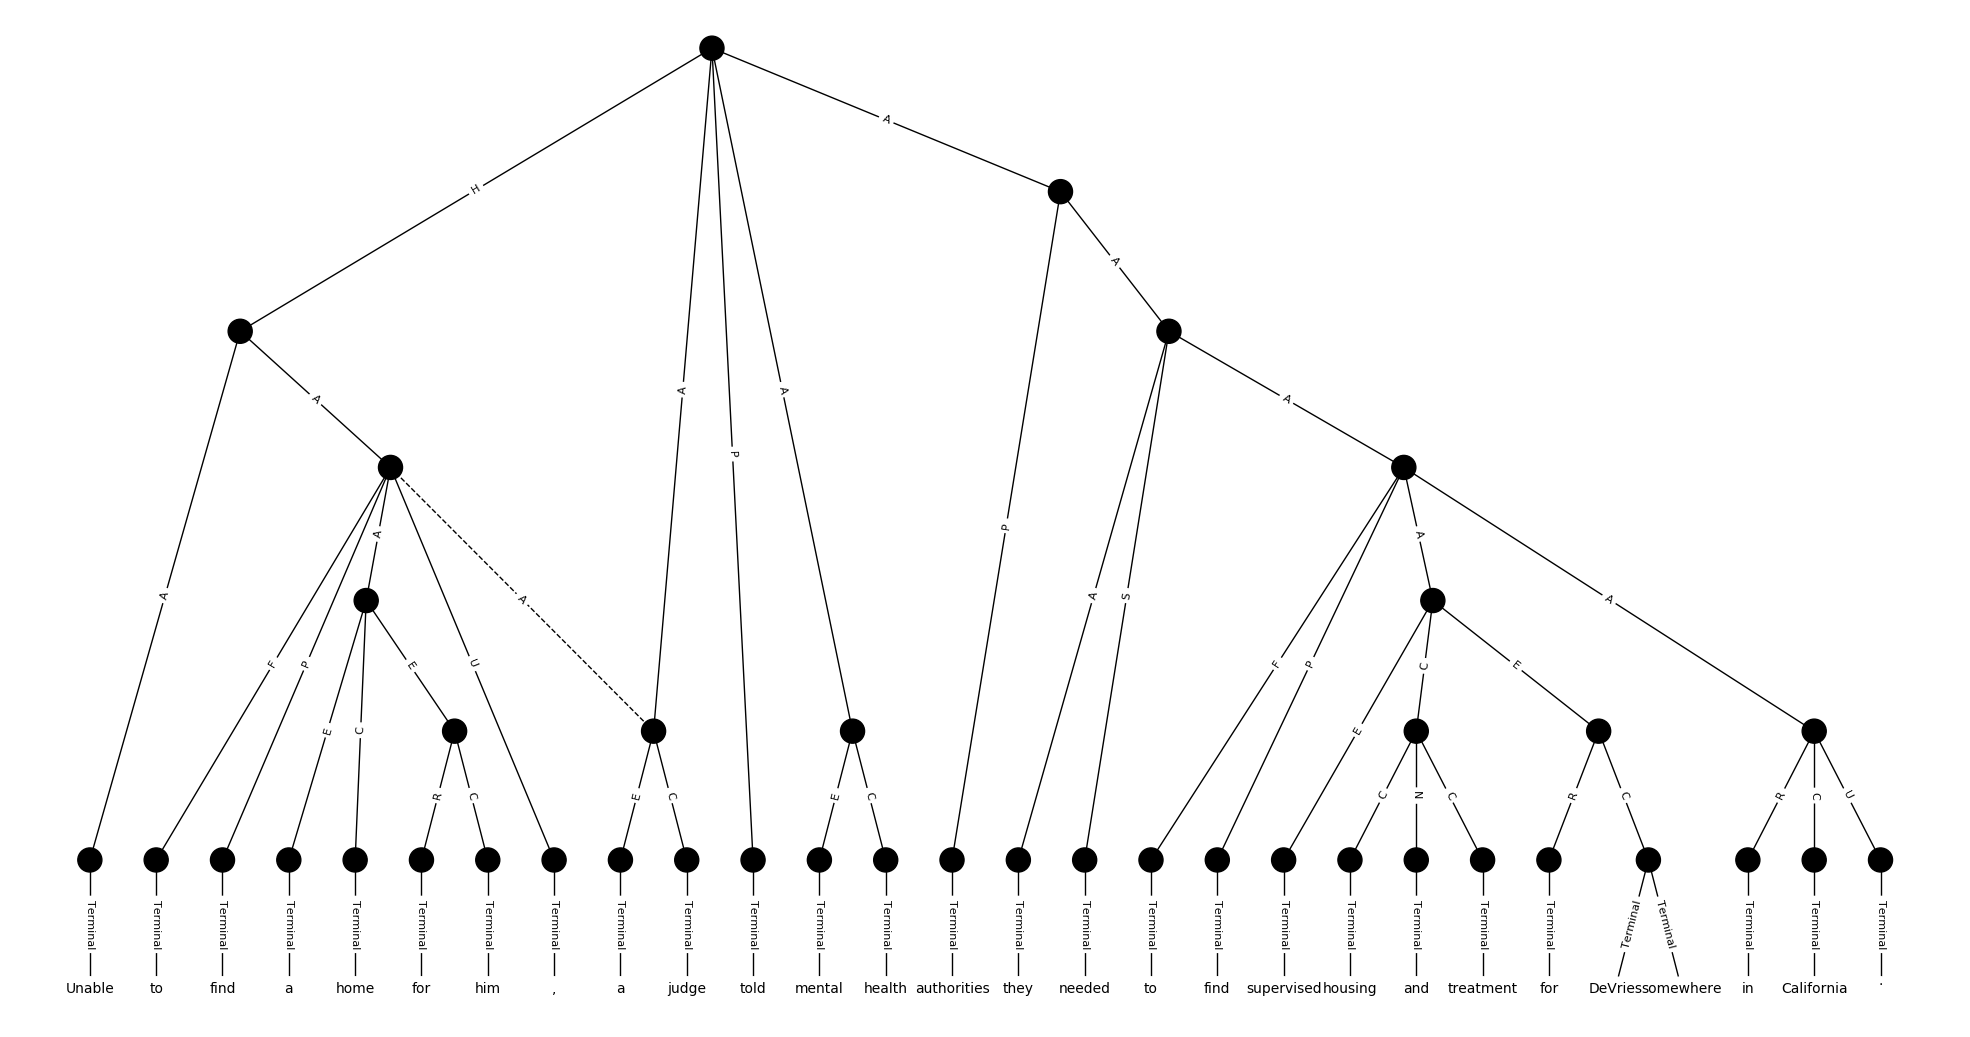 A
H
A
A
A
P
A
A
A
P
A
A
S
A
F
P
A
U
A
E
C
E
R
C
E
C
E
C
F
P
A
A
E
C
E
C
N
C
R
C
R
C
U
Terminal Terminal Terminal Terminal Terminal Terminal Terminal Terminal Terminal Terminal Terminal Terminal Terminal Terminal Terminal Terminal Terminal Terminal Terminal Terminal Terminal Terminal Terminal Terminal Terminal Terminal Terminal Terminal
Unable to find a home for him , a judge told mental health authorities they needed to find supervised housing and treatment for DeVries somewhere in California .